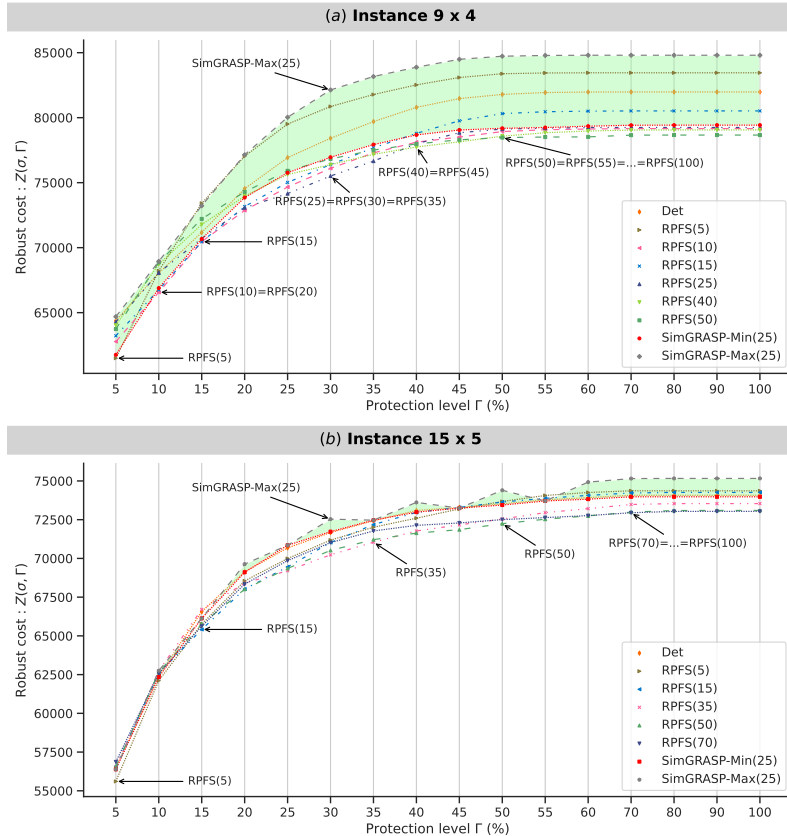 (a) Instance 9 x 4
85000
80000
75000
70000
65000
Robust cost : Z(σ, Γ)
SimGRASP-Max(25)
RPFS(50)=RPFS(55)=...=RPFS(100)
RPFS(40)=RPFS(45)
RPFS(25)=RPFS(30)=RPFS(35)
RPFS(15)
RPFS(10)=RPFS(20)
RPFS(5)
Det
RPFS(5)
RPFS(10)
RPFS(15)
RPFS(25)
RPFS(40)
RPFS(50)
SimGRASP-Min(25)
SimGRASP-Max(25)
5 10 15 20 25 30 35 40 45 50 55 60 70 80 90 100
Protection level Γ (%)
(b) Instance 15 x 5
75000
72500
70000
67500
65000
62500
60000
57500
55000
Robust cost : Z(σ, Γ)
SimGRASP-Max(25)
RPFS(70)=...=RPFS(100)
RPFS(50)
RPFS(35)
RPFS(15)
RPFS(5)
Det
RPFS(5)
RPFS(15)
RPFS(35)
RPFS(50)
RPFS(70)
SimGRASP-Min(25)
SimGRASP-Max(25)
5 10 15 20 25 30 35 40 45 50 55 60 70 80 90 100
Protection level Γ (%)